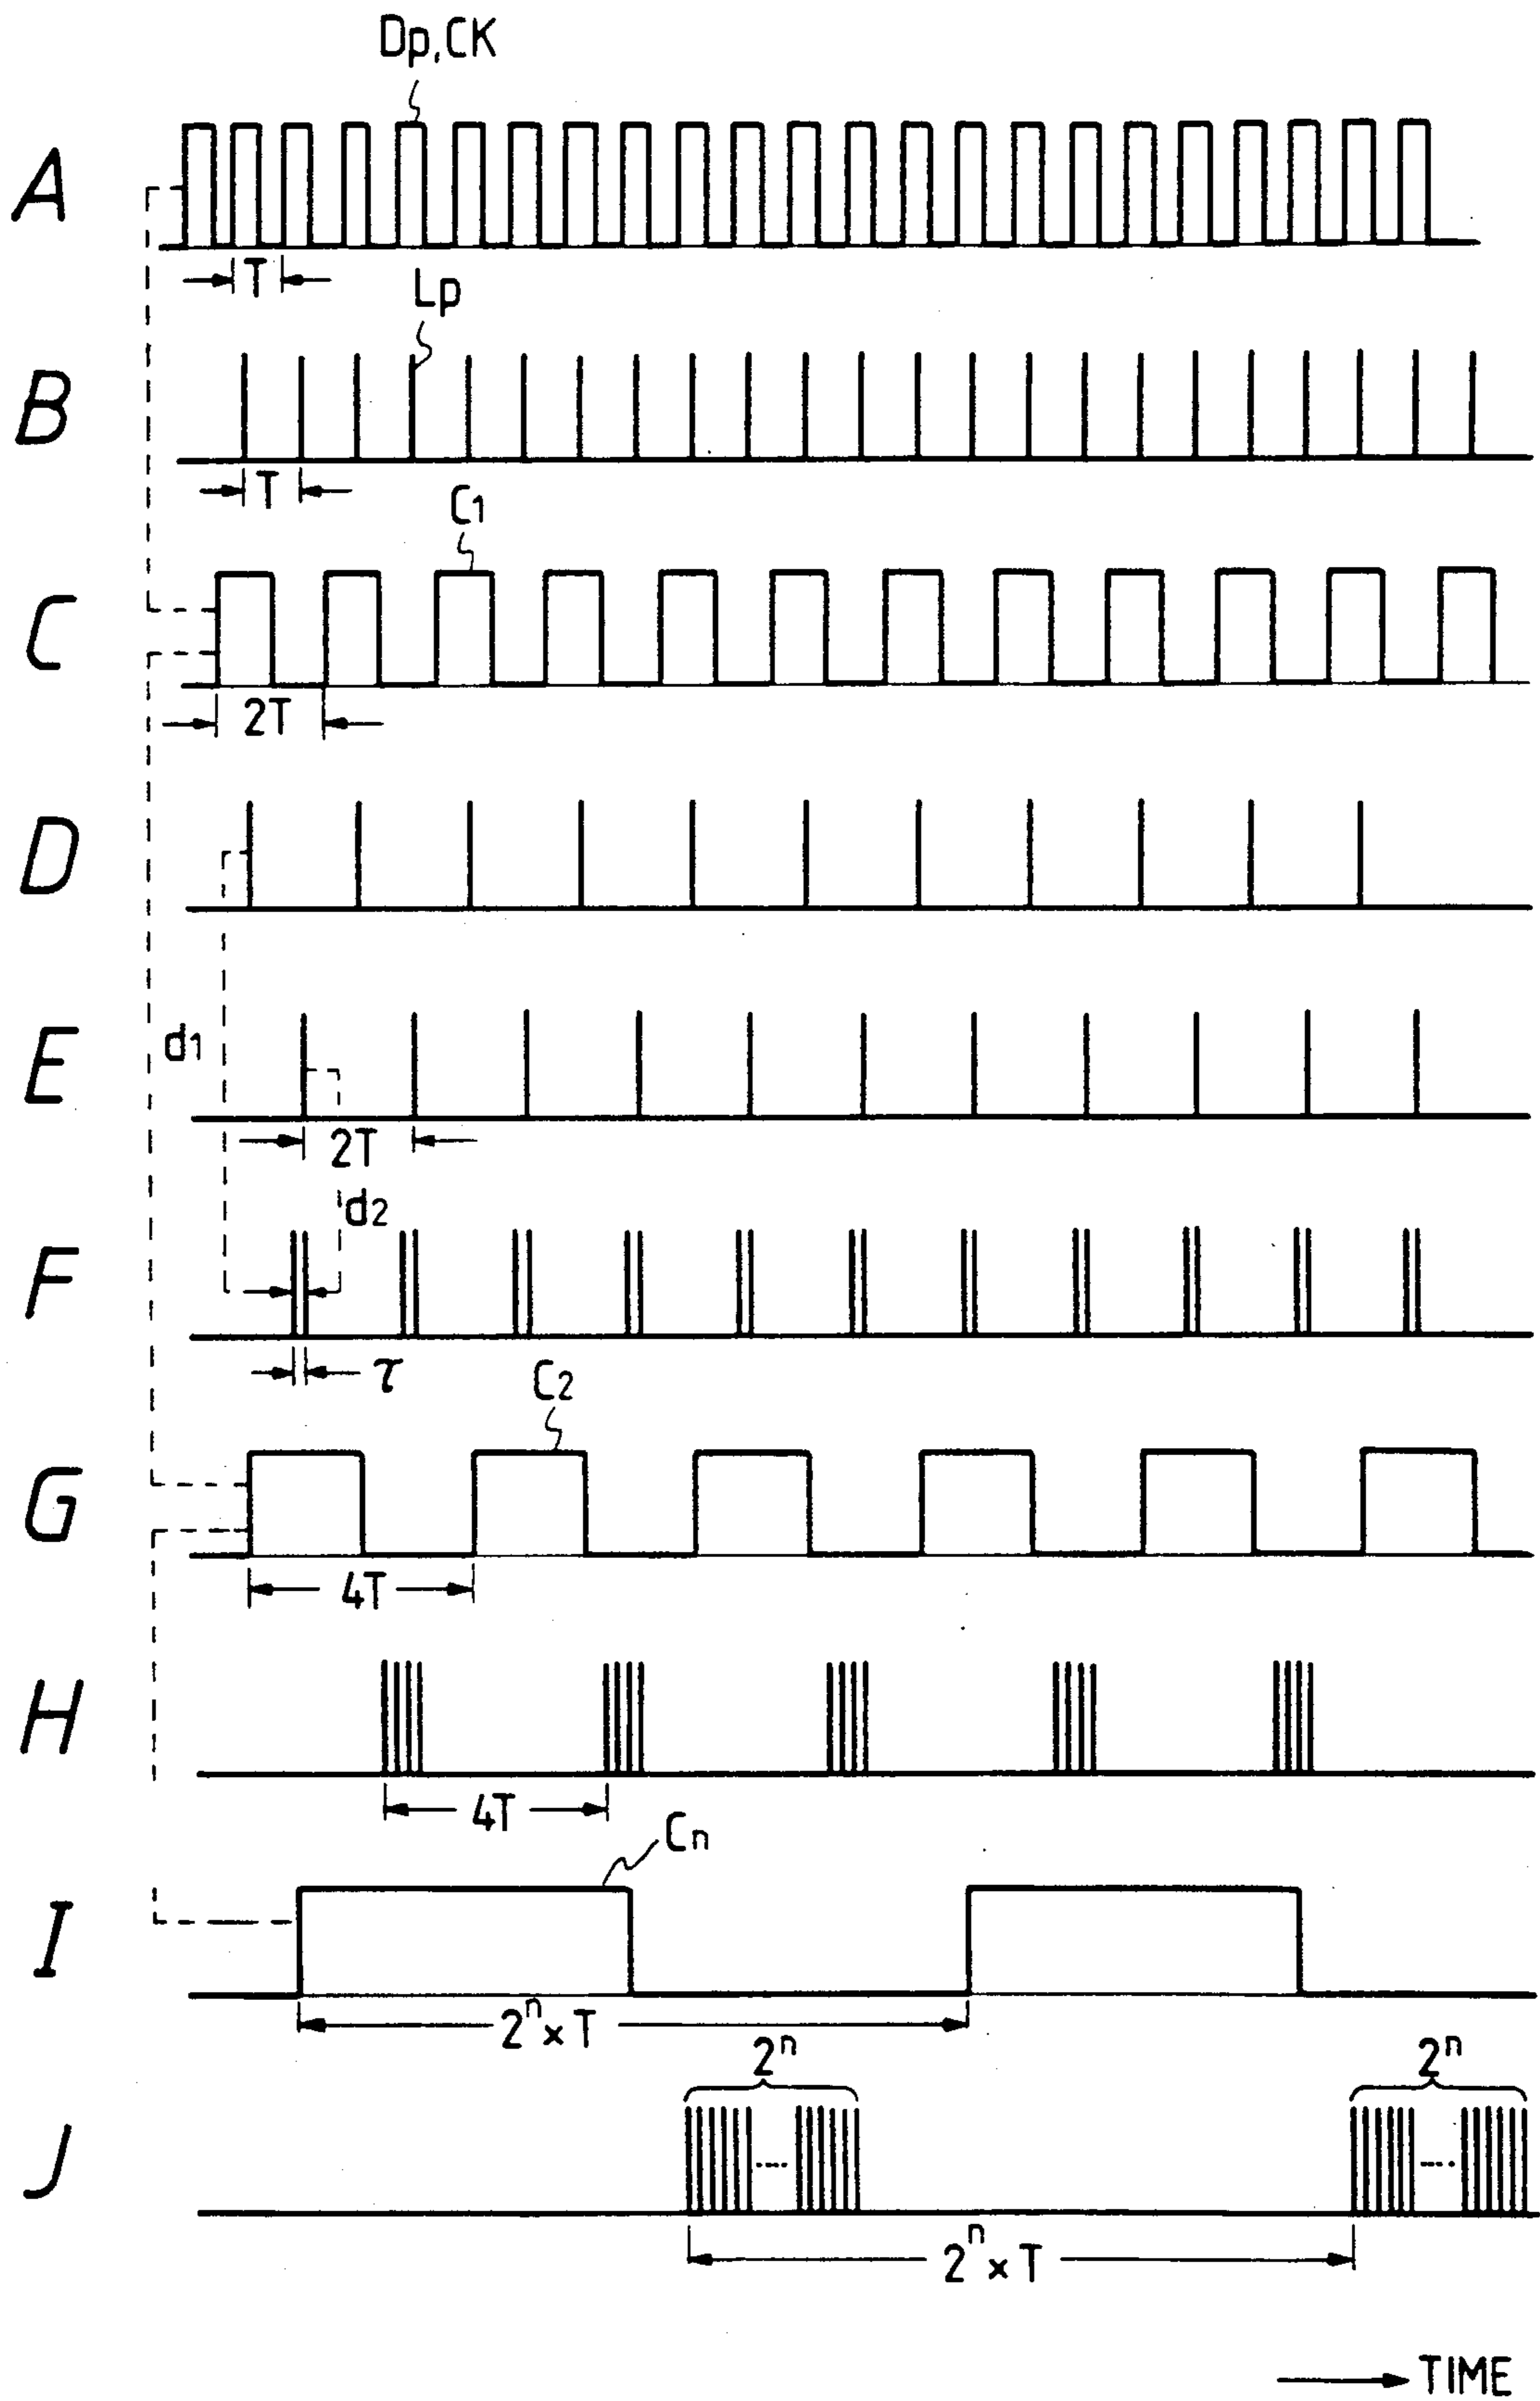 Dp,CK
A
T
Lp
B
T
C1
C
2T
D
E
d1
2T
d2
F
τ
C2
G
4T
H
4T
Cn
I
2ⁿ×T
2ⁿ 2ⁿ
J
2ⁿ×T
TIME